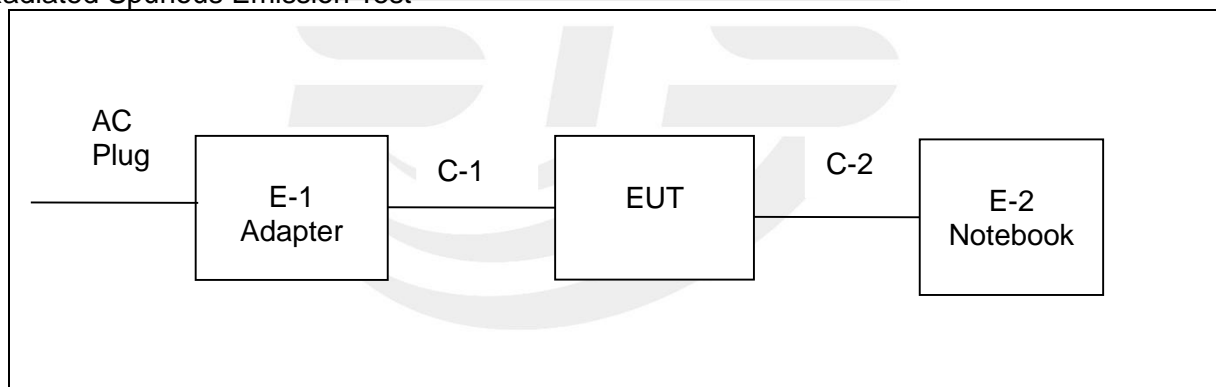 Radiated Spurious Emission Test
AC
Plug
E-1
Adapter
C-1
EUT
C-2
E-2
Notebook